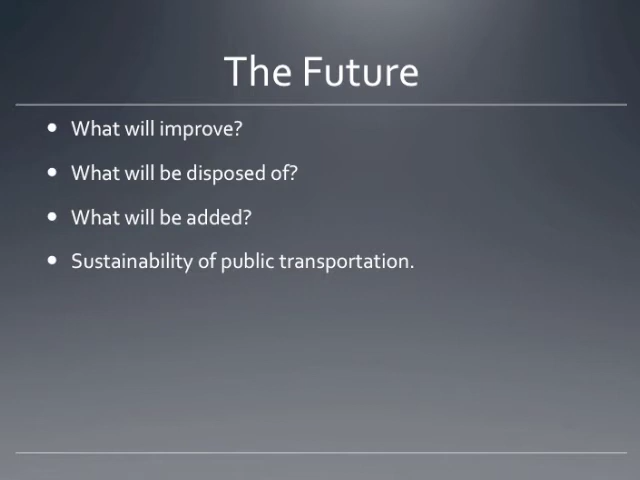 The Future
• What will improve?
• What will be disposed of?
• What will be added?
• Sustainability of public transportation.